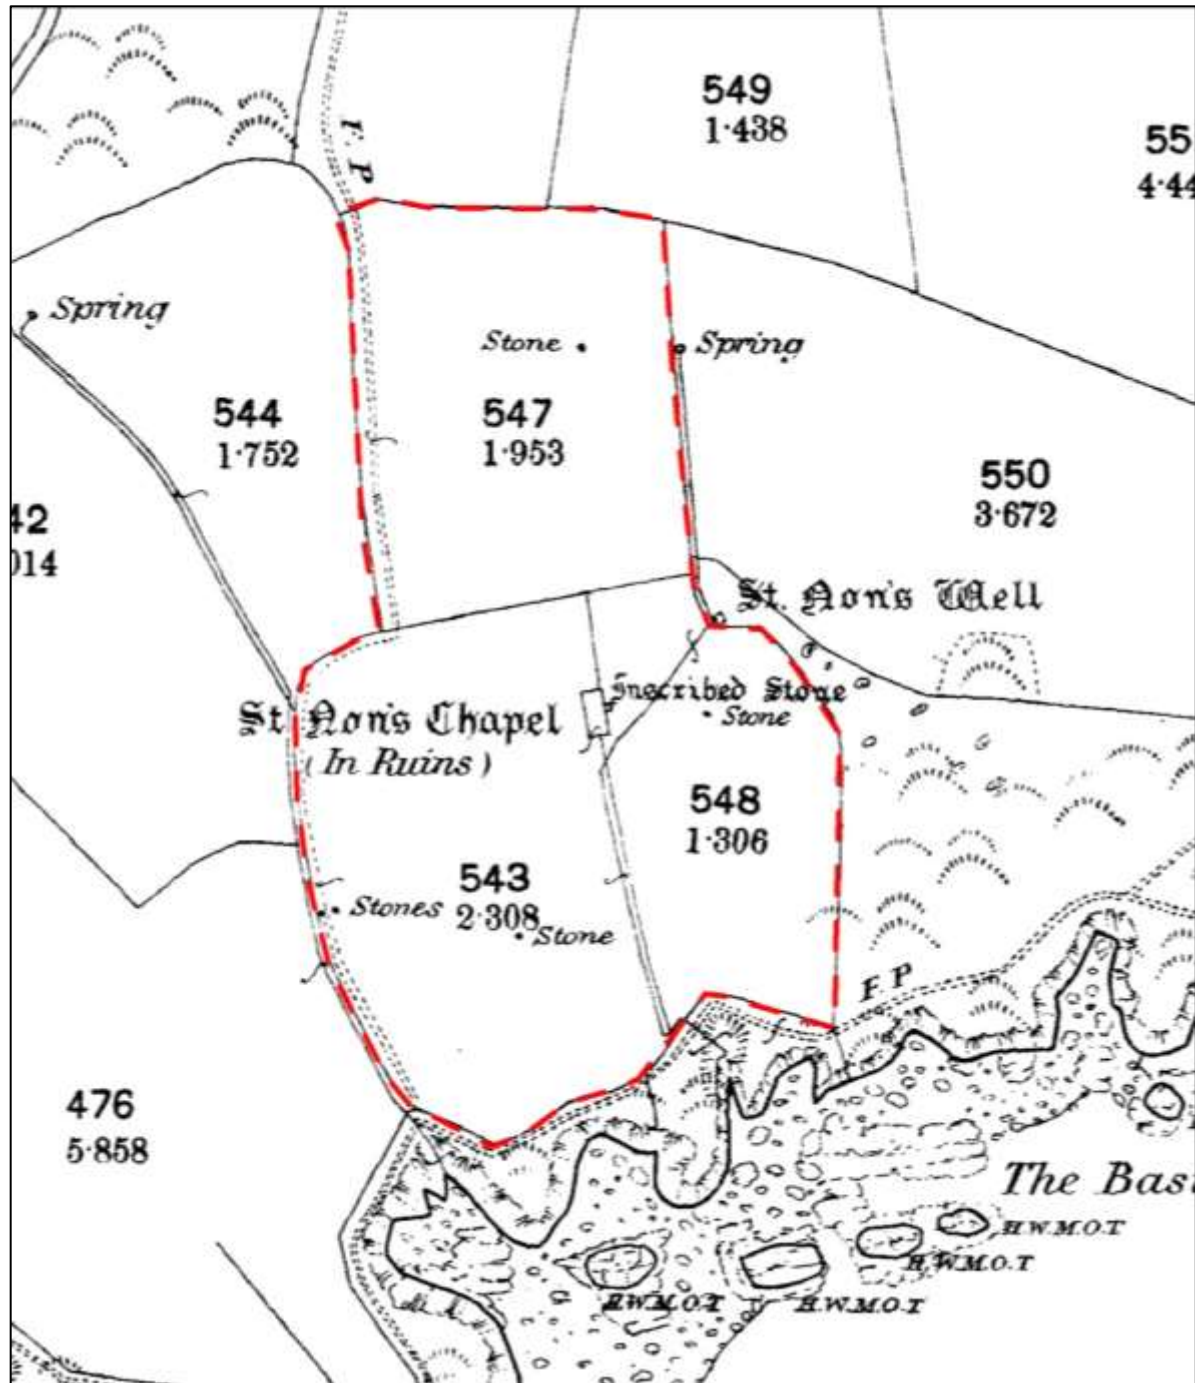 F. P
549
1·438
55
4·44
Spring
Stone
Spring
544
1·752
547
1·953
550
3·672
42
014
St. Non's Well
Inscribed Stone
Stone
St. Non's Chapel
(In Ruins)
548
1·306
543
2·308
Stones
Stone
F. P
476
5·858
The Bas
H.W.M.O.T
H.W.M.O.T
H.W.M.O.T
H.W.M.O.T